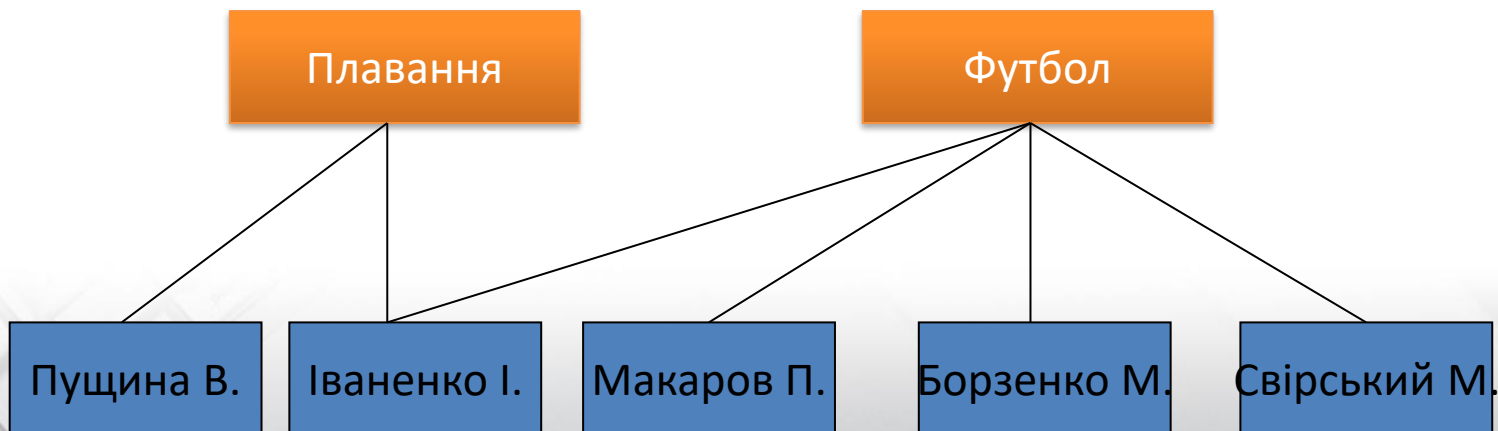 Плавання
Футбол
Пущина В.
Іваненко І.
Макаров П.
Борзенко М.
Свірський М.